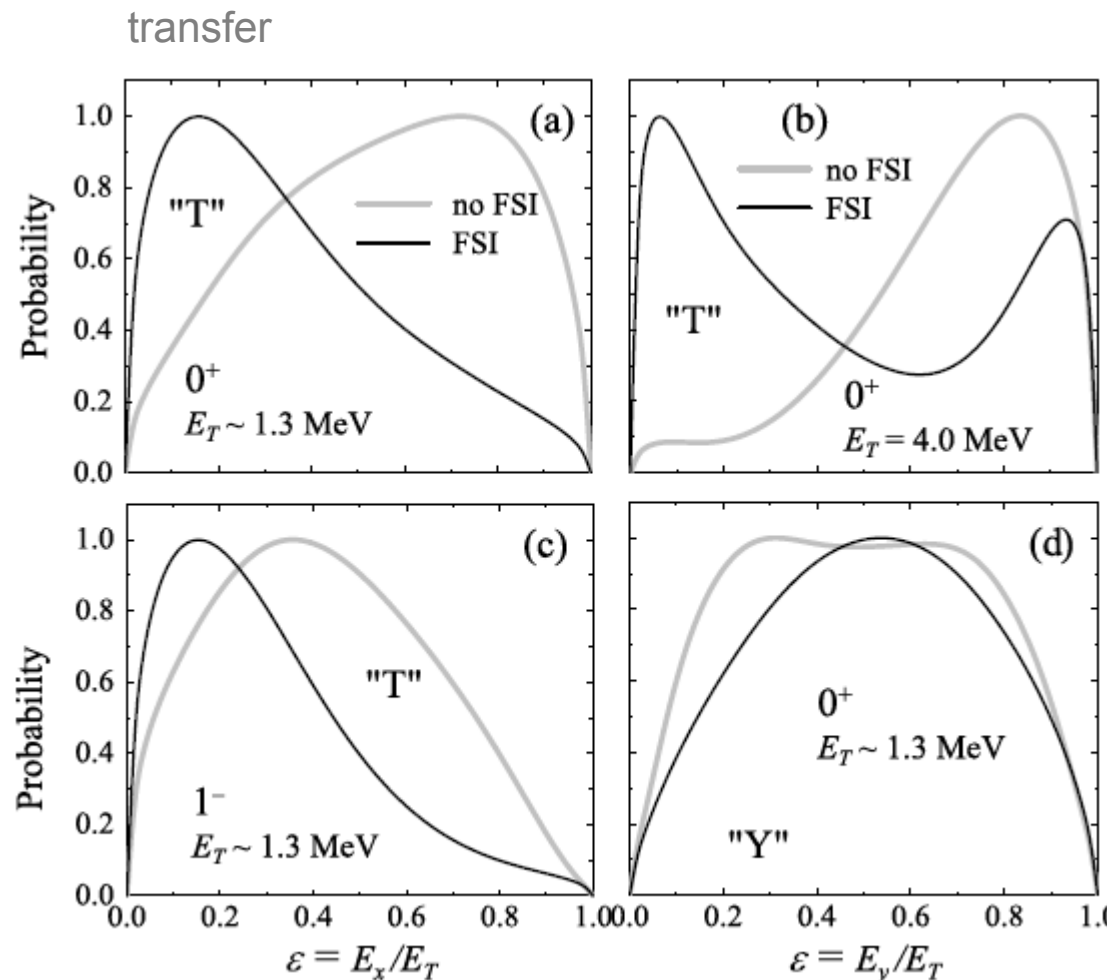 transfer
(a)
"T"
no FSI
FSI
0⁺
E_T ~ 1.3 MeV
Probability
0.0
0.2
0.4
0.6
0.8
1.0
(b)
no FSI
FSI
"T"
0⁺
E_T = 4.0 MeV
(c)
"T"
1⁻
E_T ~ 1.3 MeV
Probability
0.0
0.2
0.4
0.6
0.8
1.0
0.0 0.2 0.4 0.6 0.8 1.0
ε = E_x/E_T
(d)
0⁺
E_T ~ 1.3 MeV
"Y"
0.2 0.4 0.6 0.8 1.0
ε = E_y/E_T